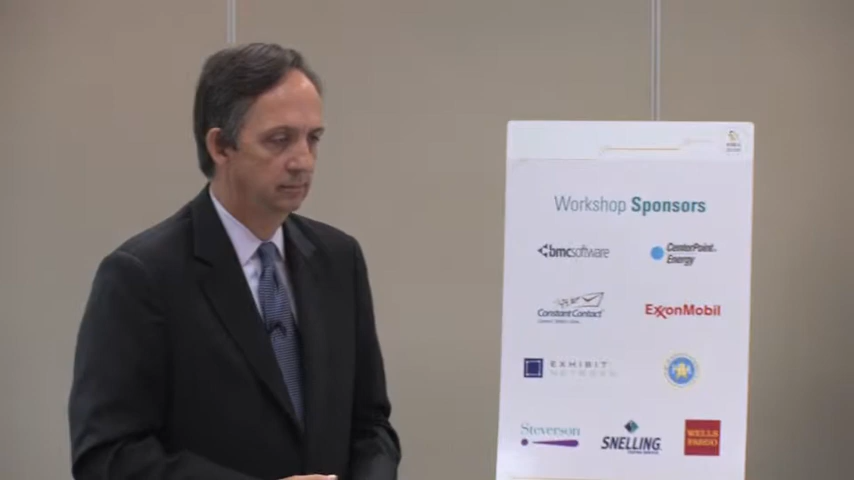 Workshop Sponsors
bmcsoftware
CenterPoint.
Energy
Constant Contact
ExxonMobil
EXHIBIT
NETWORK
Steverson
SNELLING
WELLS
FARGO